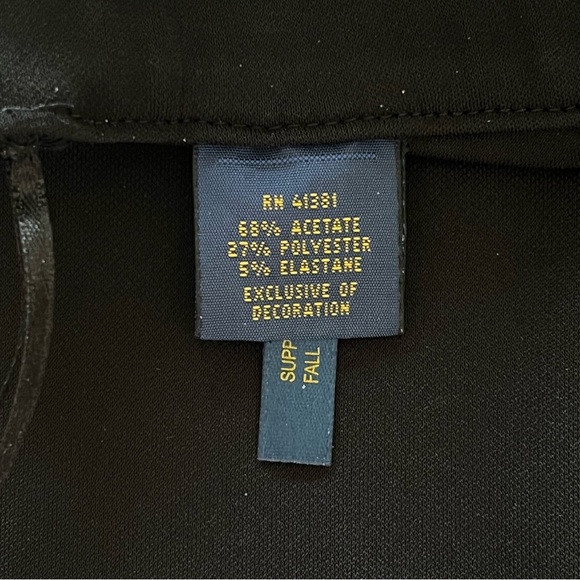 RN 41381
68% ACETATE
27% POLYESTER
5% ELASTANE
EXCLUSIVE OF
DECORATION
SUPP
FALL